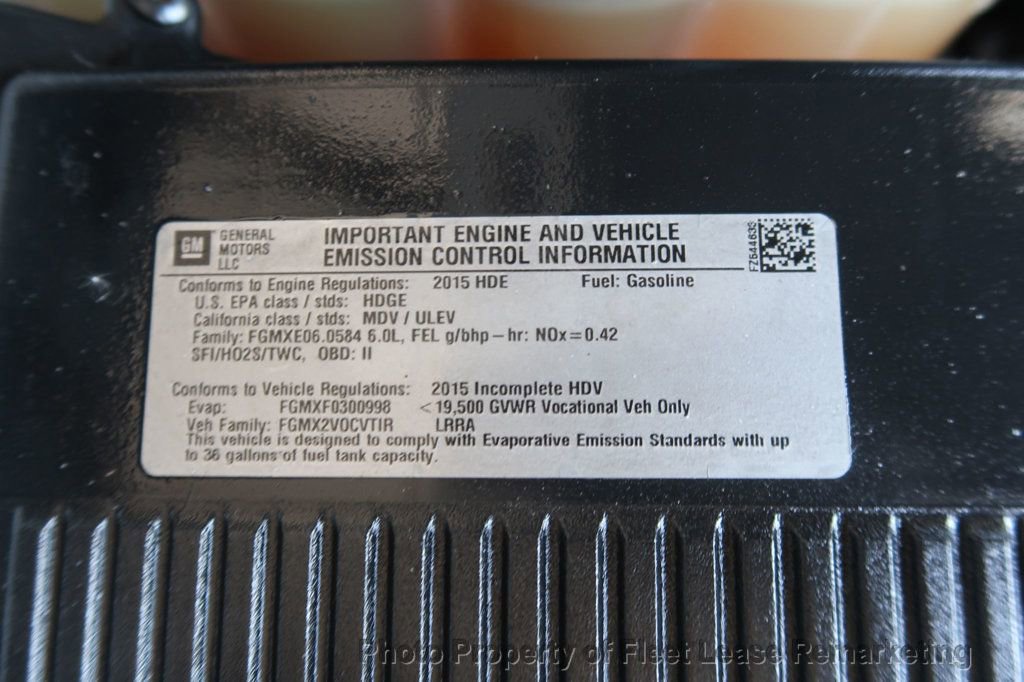 GM GENERAL MOTORS LLC
IMPORTANT ENGINE AND VEHICLE
EMISSION CONTROL INFORMATION
FZ644633
Conforms to Engine Regulations: 2015 HDE Fuel: Gasoline
U.S. EPA class / stds: HDGE
California class / stds: MDV / ULEV
Family: FGMXE06.0584 6.0L, FEL g/bhp-hr: NOx=0.42
SFI/HO2S/TWC, OBD: II
Conforms to Vehicle Regulations: 2015 Incomplete HDV
Evap: FGMXF0300998 <19,500 GVWR Vocational Veh Only
Veh Family: FGMX2VOCVTIR LRRA
This vehicle is designed to comply with Evaporative Emission Standards with up
to 36 gallons of fuel tank capacity.
Photo Property of Fleet Lease Remarketing